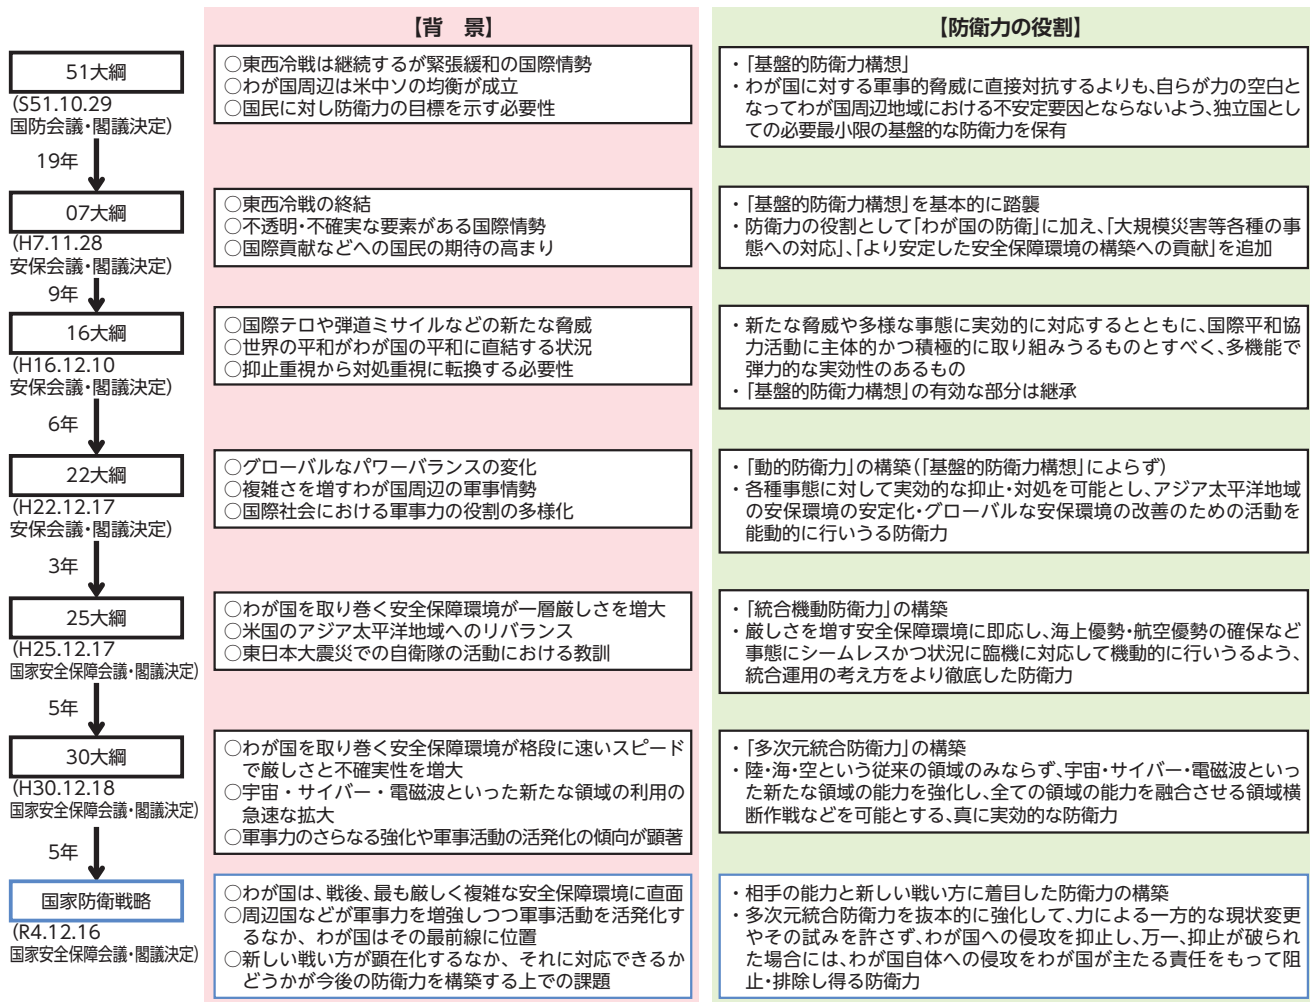 【背　景】
【防衛力の役割】
51大綱
(S51.10.29
国防会議・閣議決定)
○東西冷戦は継続するが緊張緩和の国際情勢
○わが国周辺は米中ソの均衡が成立
○国民に対し防衛力の目標を示す必要性
・「基盤的防衛力構想」
・わが国に対する軍事的脅威に直接対抗するよりも、自らが力の空白と
なってわが国周辺地域における不安定要因とならないよう、独立国とし
ての必要最小限の基盤的な防衛力を保有
19年
07大綱
(H7.11.28
安保会議・閣議決定)
○東西冷戦の終結
○不透明・不確実な要素がある国際情勢
○国際貢献などへの国民の期待の高まり
・「基盤的防衛力構想」を基本的に踏襲
・防衛力の役割として「わが国の防衛」に加え、「大規模災害等各種の事
態への対応」、「より安定した安全保障環境の構築への貢献」を追加
9年
16大綱
(H16.12.10
安保会議・閣議決定)
○国際テロや弾道ミサイルなどの新たな脅威
○世界の平和がわが国の平和に直結する状況
○抑止重視から対処重視に転換する必要性
・新たな脅威や多様な事態に実効的に対応するとともに、国際平和協
力活動に主体的かつ積極的に取り組みうるものとすべく、多機能で
弾力的な実効性のあるもの
・「基盤的防衛力構想」の有効な部分は継承
6年
22大綱
(H22.12.17
安保会議・閣議決定)
○グローバルなパワーバランスの変化
○複雑さを増すわが国周辺の軍事情勢
○国際社会における軍事力の役割の多様化
・「動的防衛力」の構築(「基盤的防衛力構想」によらず)
・各種事態に対して実効的な抑止・対処を可能とし、アジア太平洋地域
の安保環境の安定化・グローバルな安保環境の改善のための活動を
能動的に行いうる防衛力
3年
25大綱
(H25.12.17
国家安全保障会議・閣議決定)
○わが国を取り巻く安全保障環境が一層厳しさを増大
○米国のアジア太平洋地域へのリバランス
○東日本大震災での自衛隊の活動における教訓
・「統合機動防衛力」の構築
・厳しさを増す安全保障環境に即応し、海上優勢・航空優勢の確保など
事態にシームレスかつ状況に臨機に対応して機動的に行いうるよう、
統合運用の考え方をより徹底した防衛力
5年
30大綱
(H30.12.18
国家安全保障会議・閣議決定)
○わが国を取り巻く安全保障環境が格段に速いスピード
で厳しさと不確実性を増大
○宇宙・サイバー・電磁波といった新たな領域の利用の
急速な拡大
○軍事力のさらなる強化や軍事活動の活発化の傾向が顕著
・「多次元統合防衛力」の構築
・陸・海・空という従来の領域のみならず、宇宙・サイバー・電磁波といっ
た新たな領域の能力を強化し、全ての領域の能力を融合させる領域横
断作戦などを可能とする、真に実効的な防衛力
5年
国家防衛戦略
(R4.12.16
国家安全保障会議・閣議決定)
○わが国は、戦後、最も厳しく複雑な安全保障環境に直面
○周辺国などが軍事力を増強しつつ軍事活動を活発化す
るなか、わが国はその最前線に位置
○新しい戦い方が顕在化するなか、それに対応できるか
どうかが今後の防衛力を構築する上での課題
・相手の能力と新しい戦い方に着目した防衛力の構築
・多次元統合防衛力を抜本的に強化して、力による一方的な現状変更
やその試みを許さず、わが国への侵攻を抑止し、万一、抑止が破られ
た場合には、わが国自体への侵攻をわが国が主たる責任をもって阻
止・排除し得る防衛力